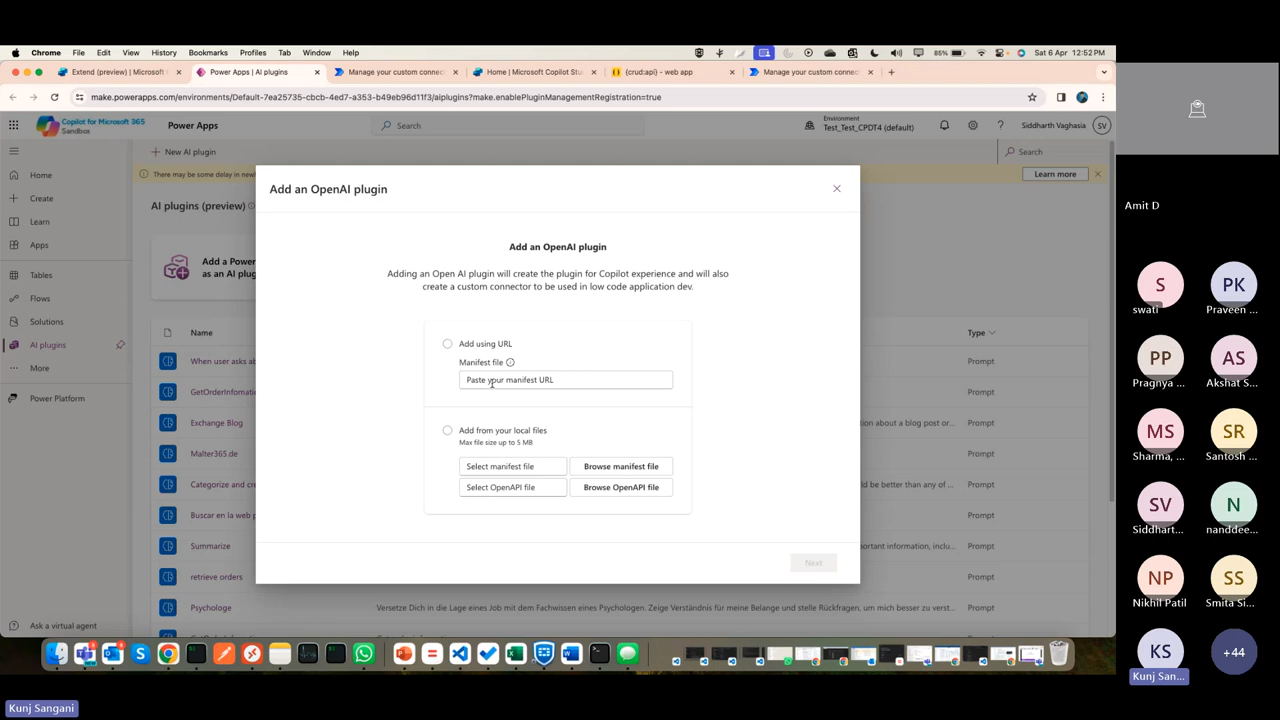 Chrome File Edit View History Bookmarks Profiles Tab Window Help 85% Sat 6 Apr 12:52 PM
Extend (preview) | Microsoft Power Apps | AI plugins Manage your custom connec Home | Microsoft Copilot Stu {crud:api} - web app Manage your custom connec
make.powerapps.com/environments/Default-7ea25735-cbcb-4ed7-a353-b49eb96d11f3/aiplugins?make.enablePluginManagementRegistration=true
Copilot for Microsoft 365
Sandbox
Power Apps
Search
Environment
Test_Test_CPDT4 (default)
?
Siddharth Vaghasia SV
Home
Create
Learn
Apps
Tables
Flows
Solutions
AI plugins
More
Power Platform
Ask a virtual agent
New AI plugin
Search
There may be some delay in new
Learn more
AI plugins (preview)
Add a Powe
as an AI plug
Name
Type
When user asks ab
Prompt
GetOrderInformatio
Prompt
Exchange Blog
about a blog post or...
Prompt
Malter365.de
Prompt
Categorize and cre
d be better than any of ...
Prompt
Buscar en la web p
Prompt
Summarize
portant information, inclu...
Prompt
retrieve orders
Prompt
Psychologe
Versetze Dich in die Lage eines Job mit dem Fachwissen eines Psychologen. Zeige Verständnis für meine Belange und stelle Rückfragen, um mich besser zu verst...
Prompt
Add an OpenAI plugin
Add an OpenAI plugin
Adding an Open AI plugin will create the plugin for Copilot experience and will also
create a custom connector to be used in low code application dev.
Add using URL
Manifest file
Paste your manifest URL
Add from your local files
Max file size up to 5 MB
Select manifest file Browse manifest file
Select OpenAPI file Browse OpenAPI file
Next
Amit D
S PK
swati Praveen ...
PP AS
Pragnya ... Akshat S...
MS SR
Sharma, ... Santosh ...
SV N
Siddhart... nanddee...
NP SS
Nikhil Patil Smita Si...
KS +44
Kunj San...
Kunj Sangani